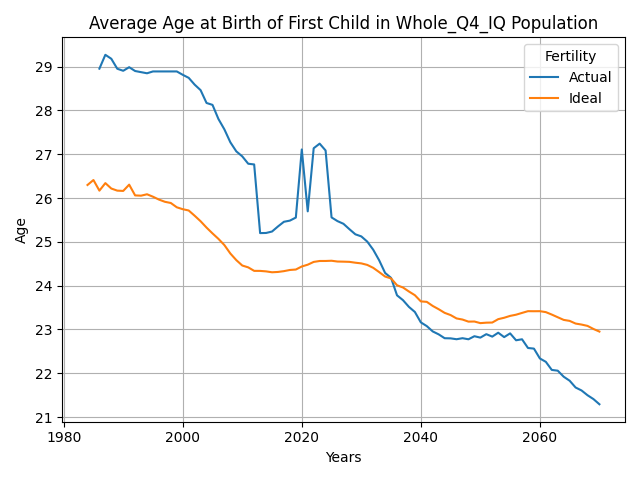 Average Age at Birth of First Child in Whole_Q4_IQ Population
Fertility
Actual
Ideal
Age
29
28
27
26
25
24
23
22
21
1980
2000
2020
2040
2060
Years